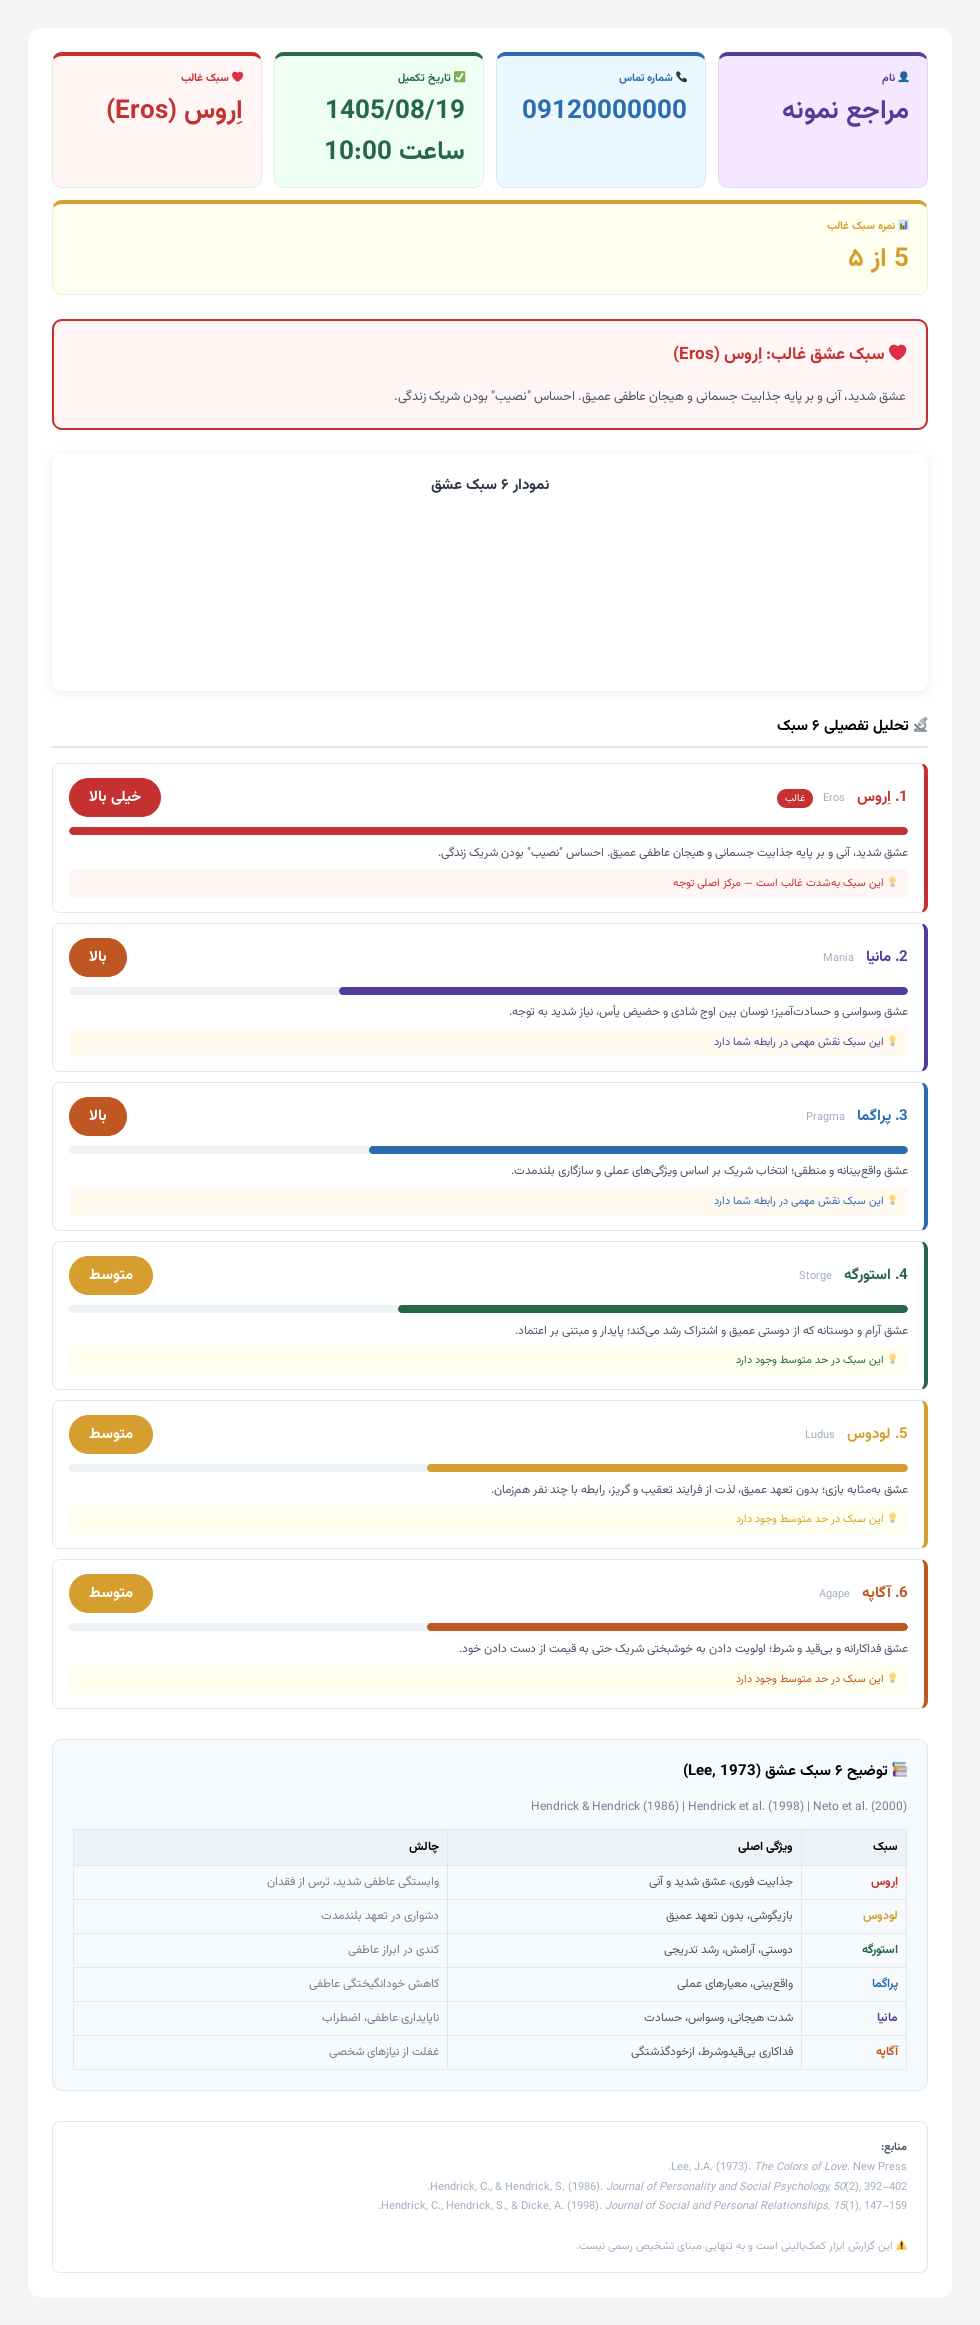 👤 نام
مراجع نمونه
📞 شماره تماس
09120000000
✅ تاریخ تکمیل
1405/08/19
ساعت 10:00
❤️ سبک غالب
اِروس (Eros)
📊 نمره سبک غالب
5 از ۵
❤️ سبک عشق غالب: اِروس (Eros)
عشق شدید، آنی و بر پایه جذابیت جسمانی و هیجان عاطفی عمیق. احساس "نصیب" بودن شریک زندگی.
نمودار ۶ سبک عشق
🔬 تحلیل تفصیلی ۶ سبک
1. اِروس Eros غالب
خیلی بالا
عشق شدید، آنی و بر پایه جذابیت جسمانی و هیجان عاطفی عمیق. احساس "نصیب" بودن شریک زندگی.
💡 این سبک به‌شدت غالب است — مرکز اصلی توجه
2. مانیا Mania
بالا
عشق وسواسی و حسادت‌آمیز؛ نوسان بین اوج شادی و حضیض یأس، نیاز شدید به توجه.
💡 این سبک نقش مهمی در رابطه شما دارد
3. پراگما Pragma
بالا
عشق واقع‌بینانه و منطقی؛ انتخاب شریک بر اساس ویژگی‌های عملی و سازگاری بلندمدت.
💡 این سبک نقش مهمی در رابطه شما دارد
4. استورگه Storge
متوسط
عشق آرام و دوستانه که از دوستی عمیق و اشتراک رشد می‌کند؛ پایدار و مبتنی بر اعتماد.
💡 این سبک در حد متوسط وجود دارد
5. لودوس Ludus
متوسط
عشق به‌مثابه بازی؛ بدون تعهد عمیق، لذت از فرایند تعقیب و گریز، رابطه با چند نفر همزمان.
💡 این سبک در حد متوسط وجود دارد
6. آگاپه Agape
متوسط
عشق فداکارانه و بی‌قید و شرط؛ اولویت دادن به خوشبختی شریک حتی به قیمت از دست دادن خود.
💡 این سبک در حد متوسط وجود دارد
📚 توضیح ۶ سبک عشق (Lee, 1973)
Hendrick & Hendrick (1986) | Hendrick et al. (1998) | Neto et al. (2000)
سبک ویژگی اصلی چالش
اِروس جذابیت فوری، عشق شدید و آنی وابستگی عاطفی شدید، ترس از فقدان
لودوس بازیگوشی، بدون تعهد عمیق دشواری در تعهد بلندمدت
استورگه دوستی، آرامش، رشد تدریجی کندی در ابراز عاطفی
پراگما واقع‌بینی، معیارهای عملی کاهش خودانگیختگی عاطفی
مانیا شدت هیجانی، وسواس، حسادت ناپایداری عاطفی، اضطراب
آگاپه فداکاری بی‌قیدوشرط، ازخودگذشتگی غفلت از نیازهای شخصی
منابع:
Lee, J.A. (1973). The Colors of Love. New Press.
Hendrick, C., & Hendrick, S. (1986). Journal of Personality and Social Psychology, 50(2), 392–402.
Hendrick, C., Hendrick, S., & Dicke, A. (1998). Journal of Social and Personal Relationships, 15(1), 147–159.
⚠️ این گزارش ابزار کمک‌بالینی است و به تنهایی مبنای تشخیص رسمی نیست.